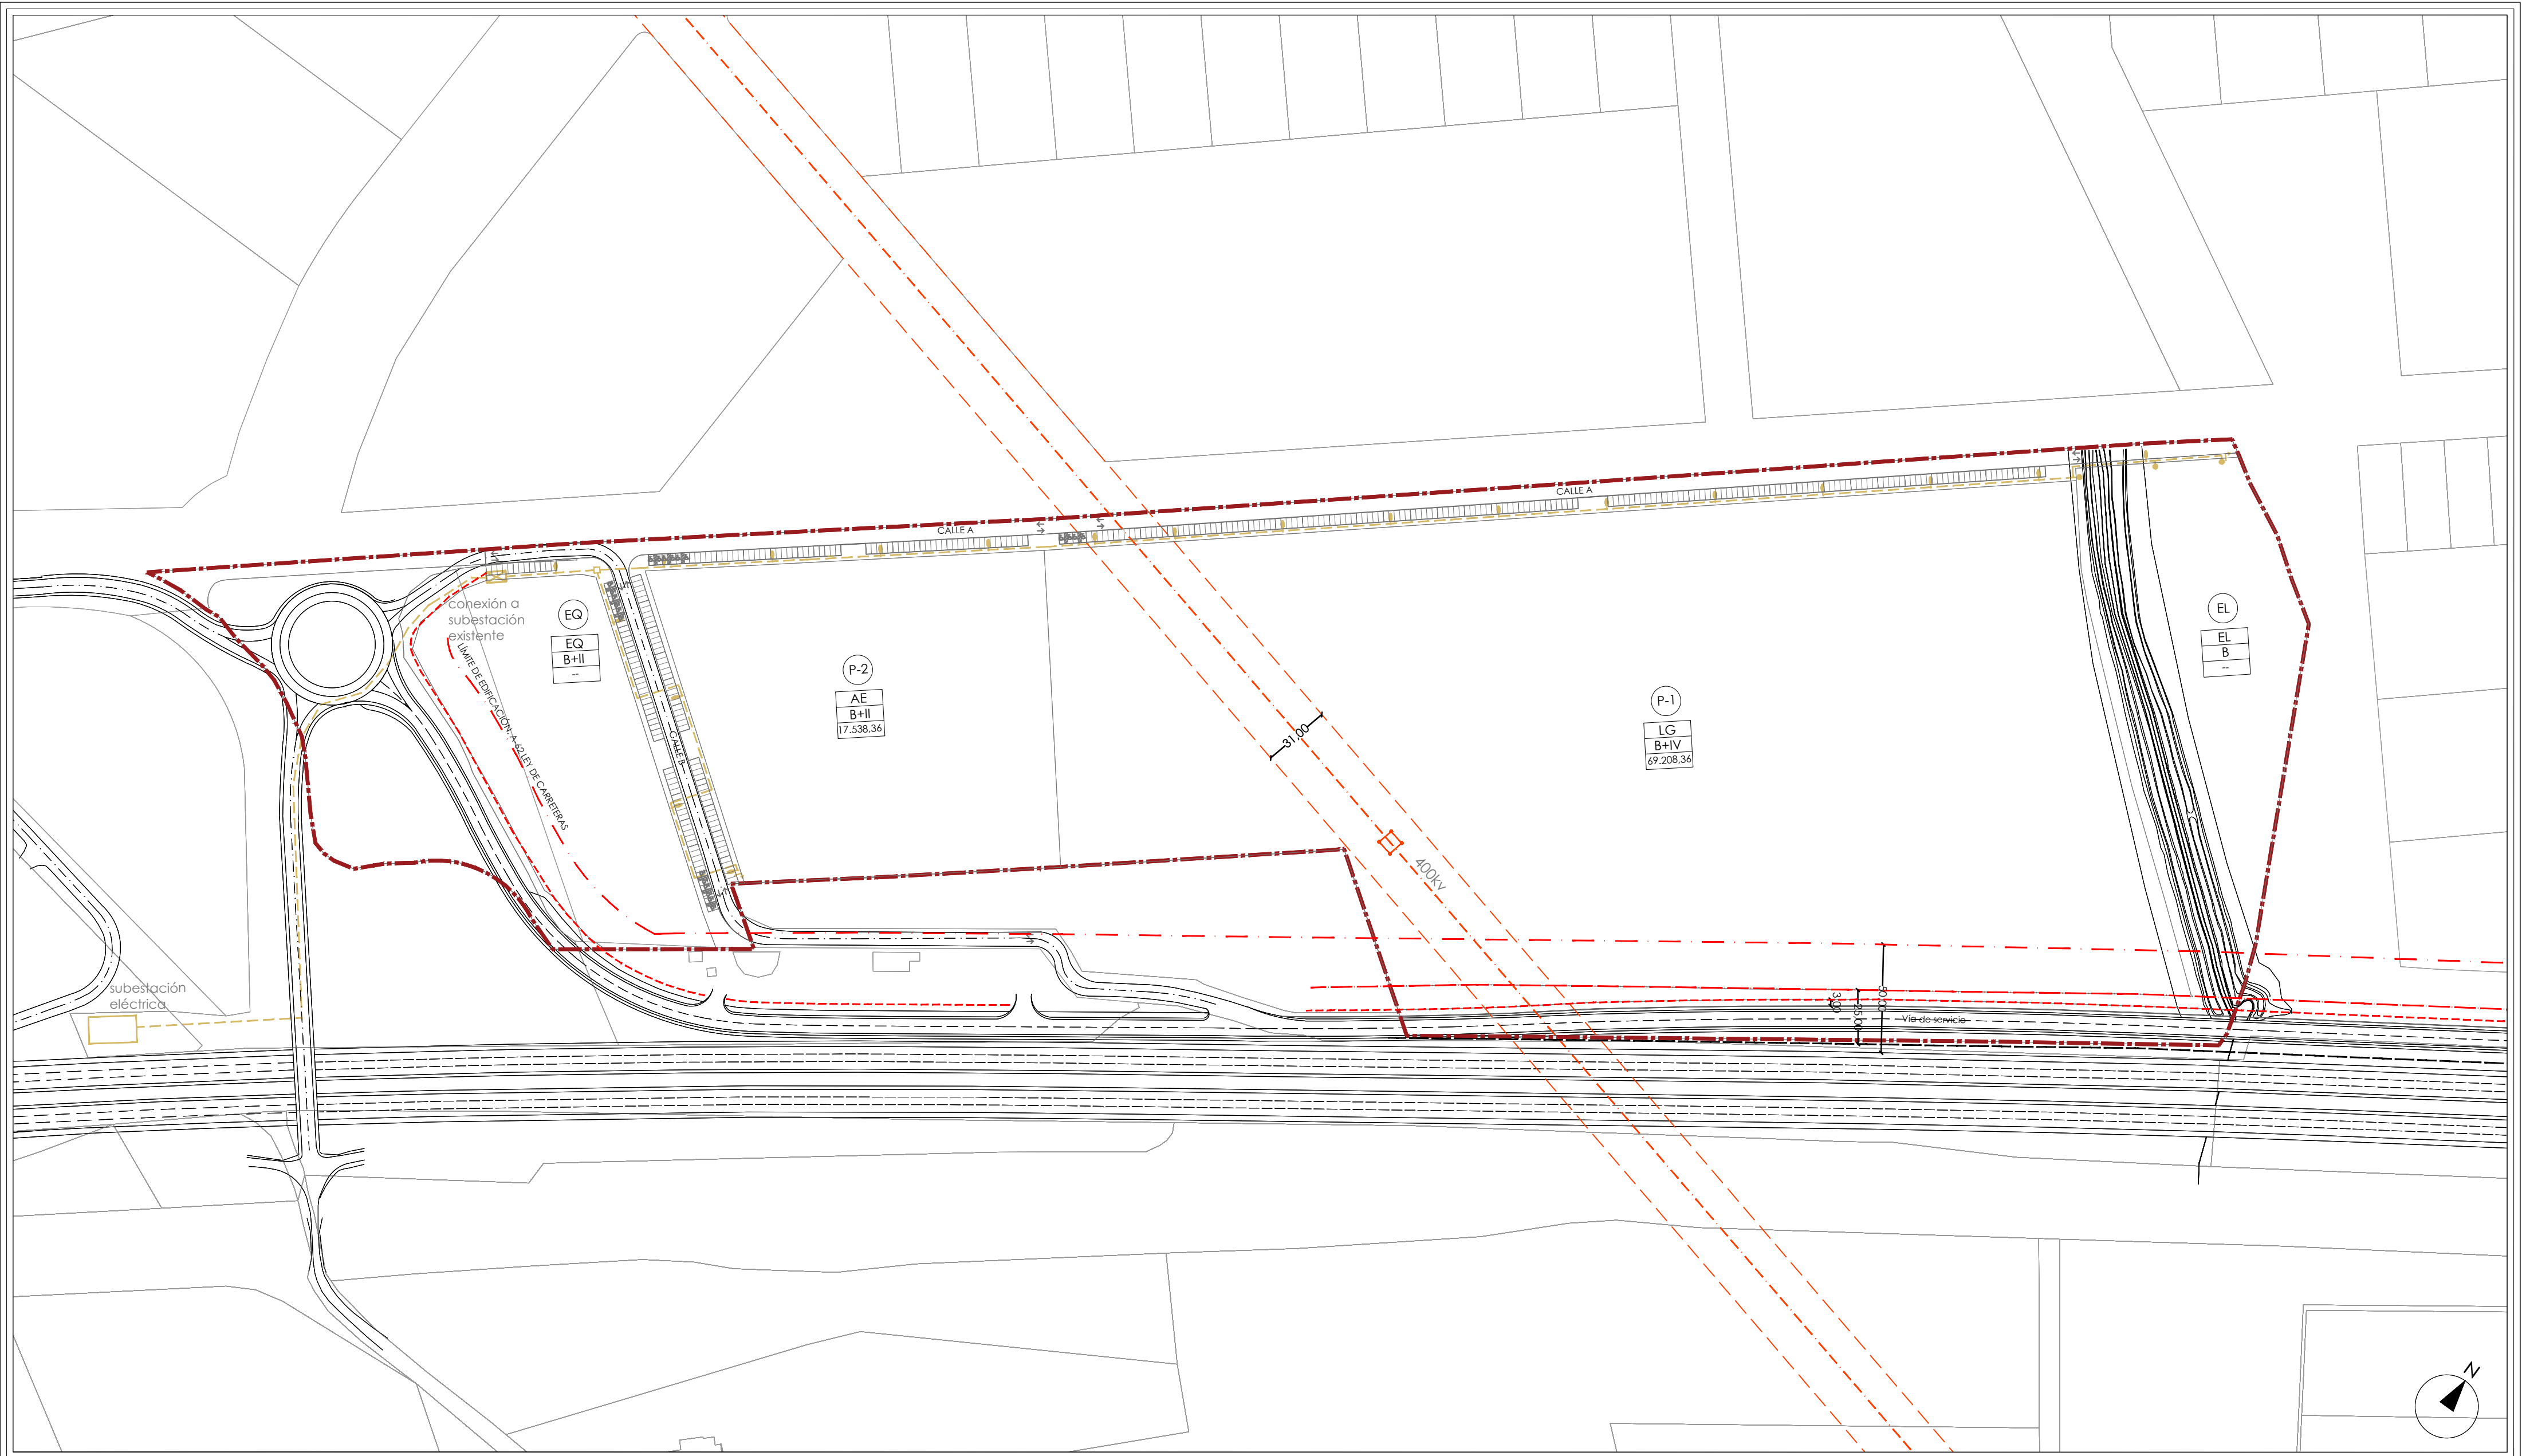 CALLE A
CALLE A
conexión a
subestación
existente
LÍMITE DE EDIFICACIÓN. A-62 LEY DE CARRETERAS
EQ
EQ
B+II
--
EL
EL
B
--
P-2
AE
B+II
17.538,36
P-1
LG
B+IV
69.208,36
CALLE B
31,00
400kv
subestación
eléctrica
3,00
25,00
50,00
Vía de servicio
N